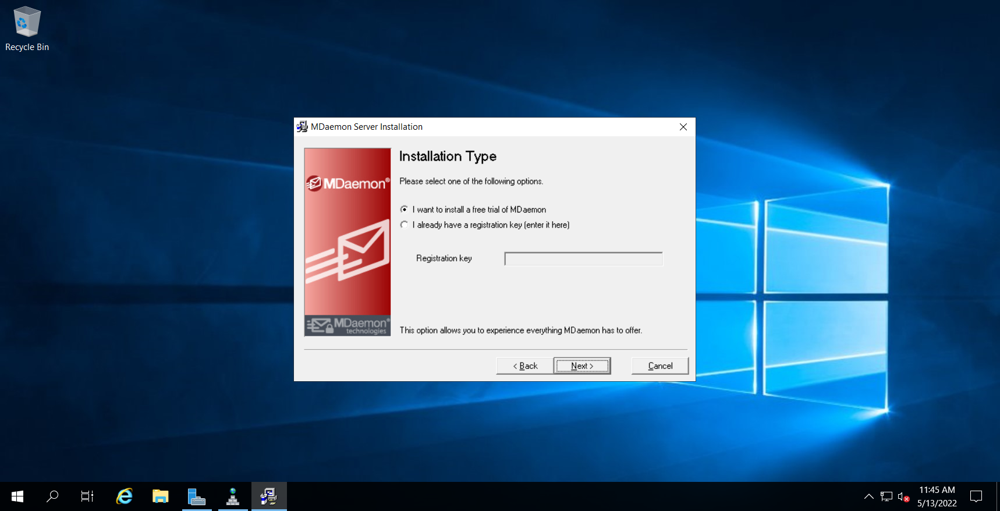 Recycle Bin
MDaemon Server Installation
MDaemon®
MDaemon®
technologies
Installation Type
Please select one of the following options.
I want to install a free trial of MDaemon
I already have a registration key (enter it here)
Registration key
This option allows you to experience everything MDaemon has to offer.
< Back
Next >
Cancel
11:45 AM
5/13/2022